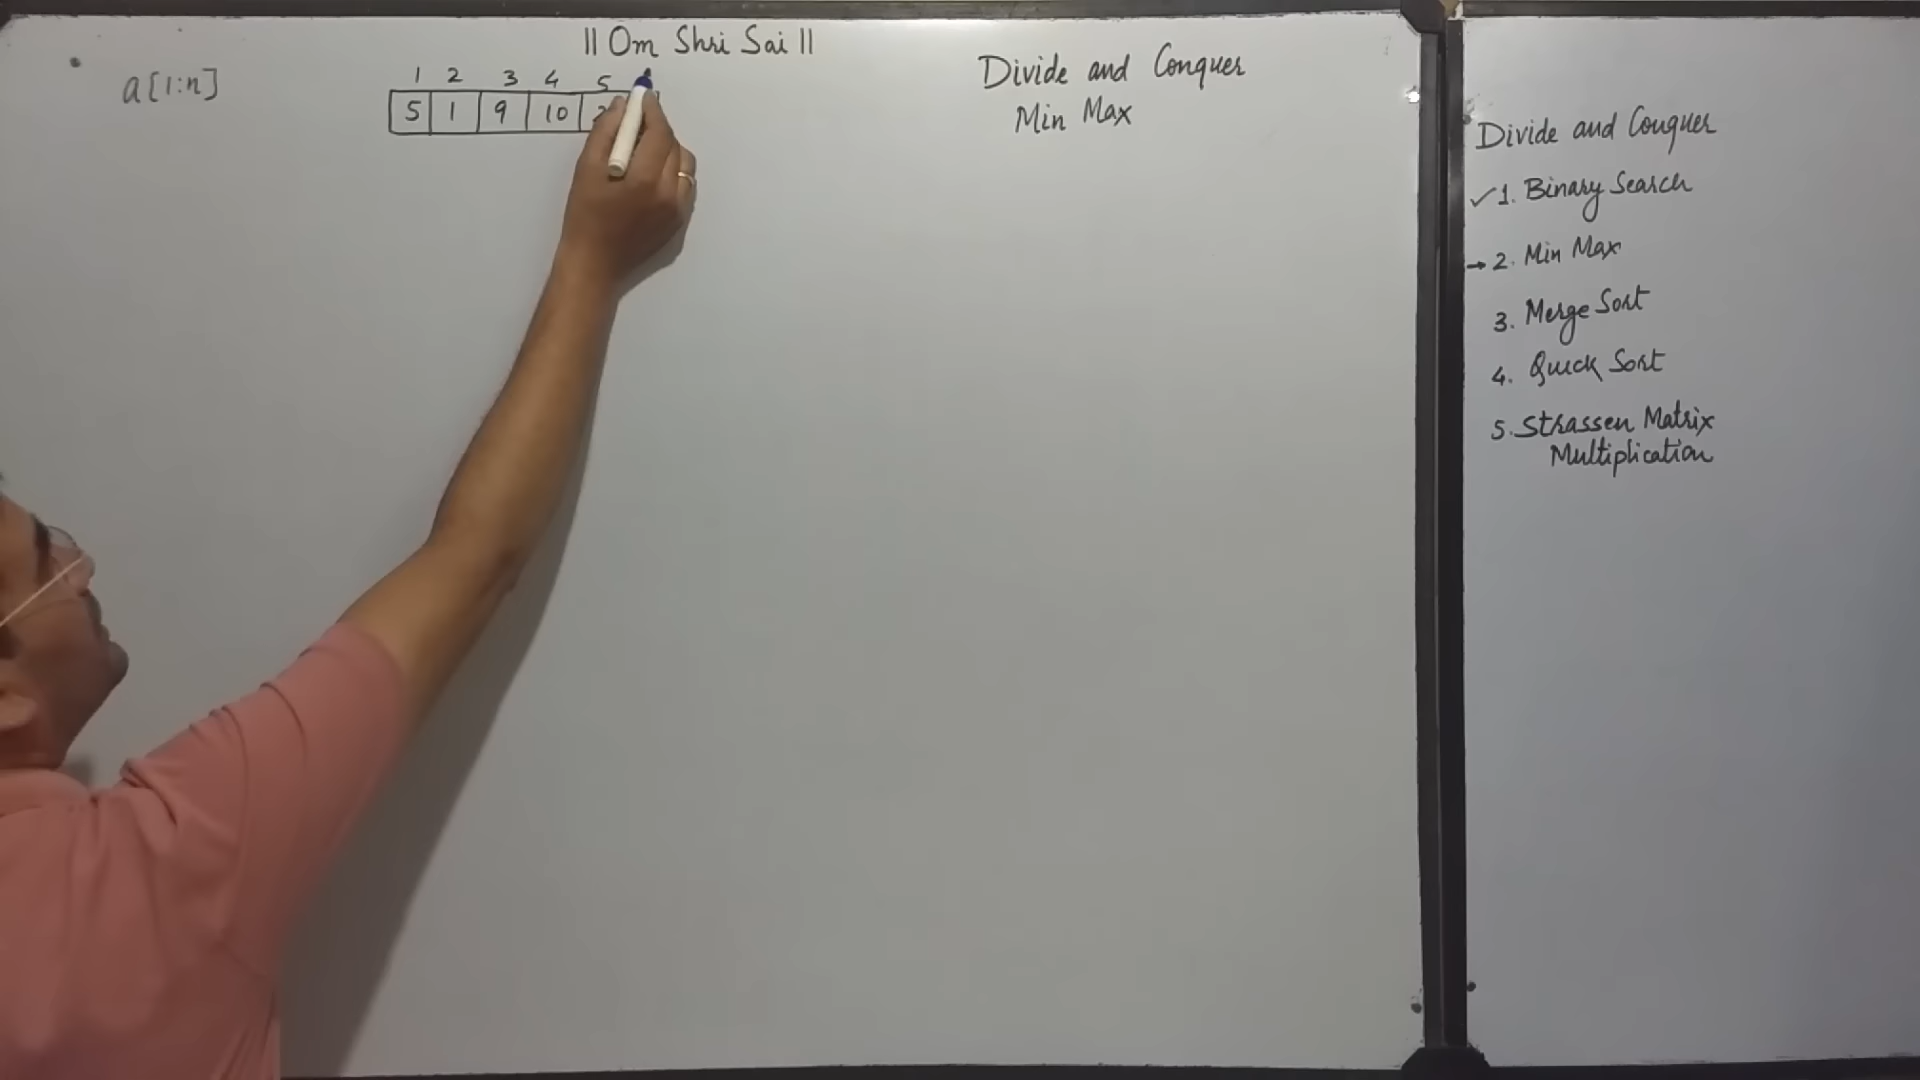 || Om Shri Sai ||
a[1:n]
1 2 3 4 5
5 1 9 10
Divide and Conquer
Min Max
Divide and Conquer
✓ 1. Binary Search
→ 2. Min Max
3. Merge Sort
4. Quick Sort
5. Strassen Matrix
Multiplication